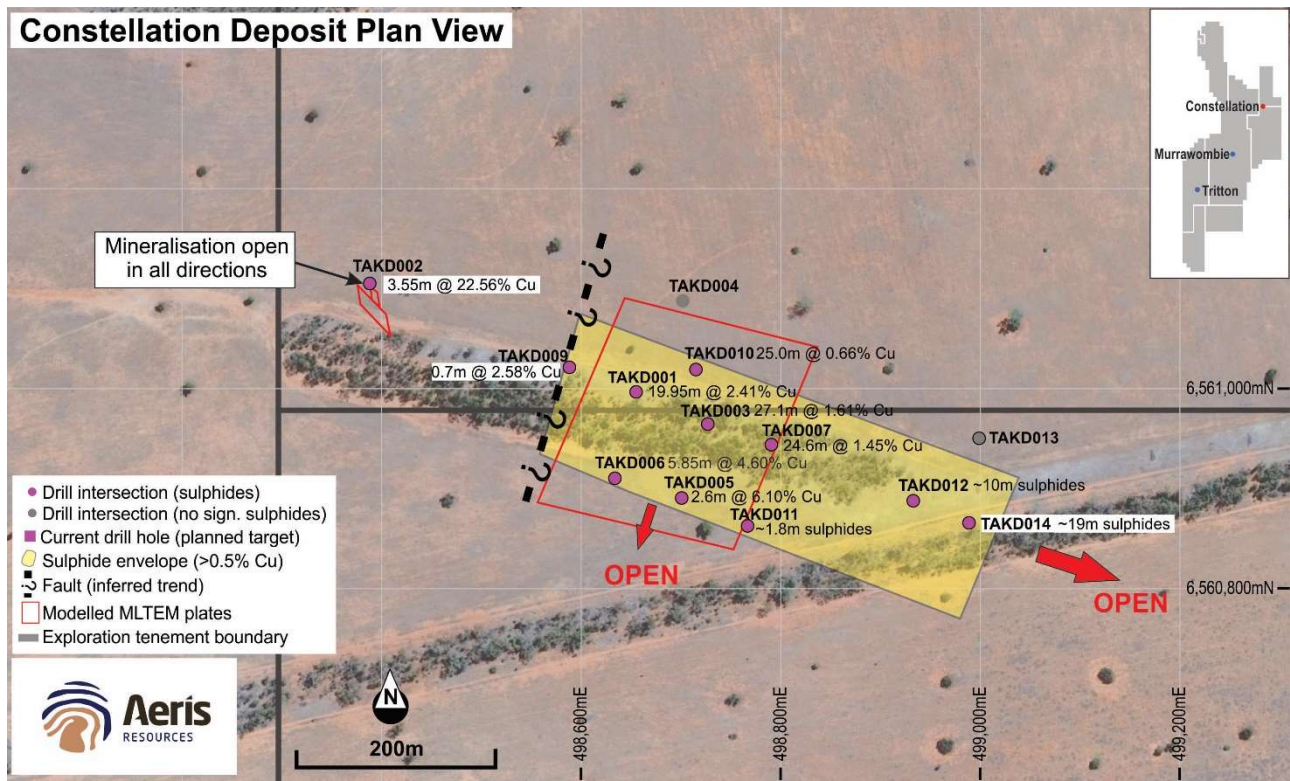 Constellation Deposit Plan View
Constellation
Murrawombie
Tritton
Mineralisation open
in all directions
TAKD002
3.55m @ 22.56% Cu
?
?
?
?
TAKD004
TAKD009
0.7m @ 2.58% Cu
TAKD010 25.0m @ 0.66% Cu
TAKD001
19.95m @ 2.41% Cu
TAKD003 27.1m @ 1.61% Cu
TAKD007
24.6m @ 1.45% Cu
TAKD013
TAKD006 5.85m @ 4.60% Cu
TAKD005
2.6m @ 6.10% Cu
TAKD011
~1.8m sulphides
TAKD012 ~10m sulphides
TAKD014 ~19m sulphides
OPEN
OPEN
6,561,000mN
6,560,800mN
Drill intersection (sulphides)
Drill intersection (no sign. sulphides)
Current drill hole (planned target)
Sulphide envelope (>0.5% Cu)
? Fault (inferred trend)
Modelled MLTEM plates
Exploration tenement boundary
Aeris
RESOURCES
N
200m
498,600mE
498,800mE
499,000mE
499,200mE